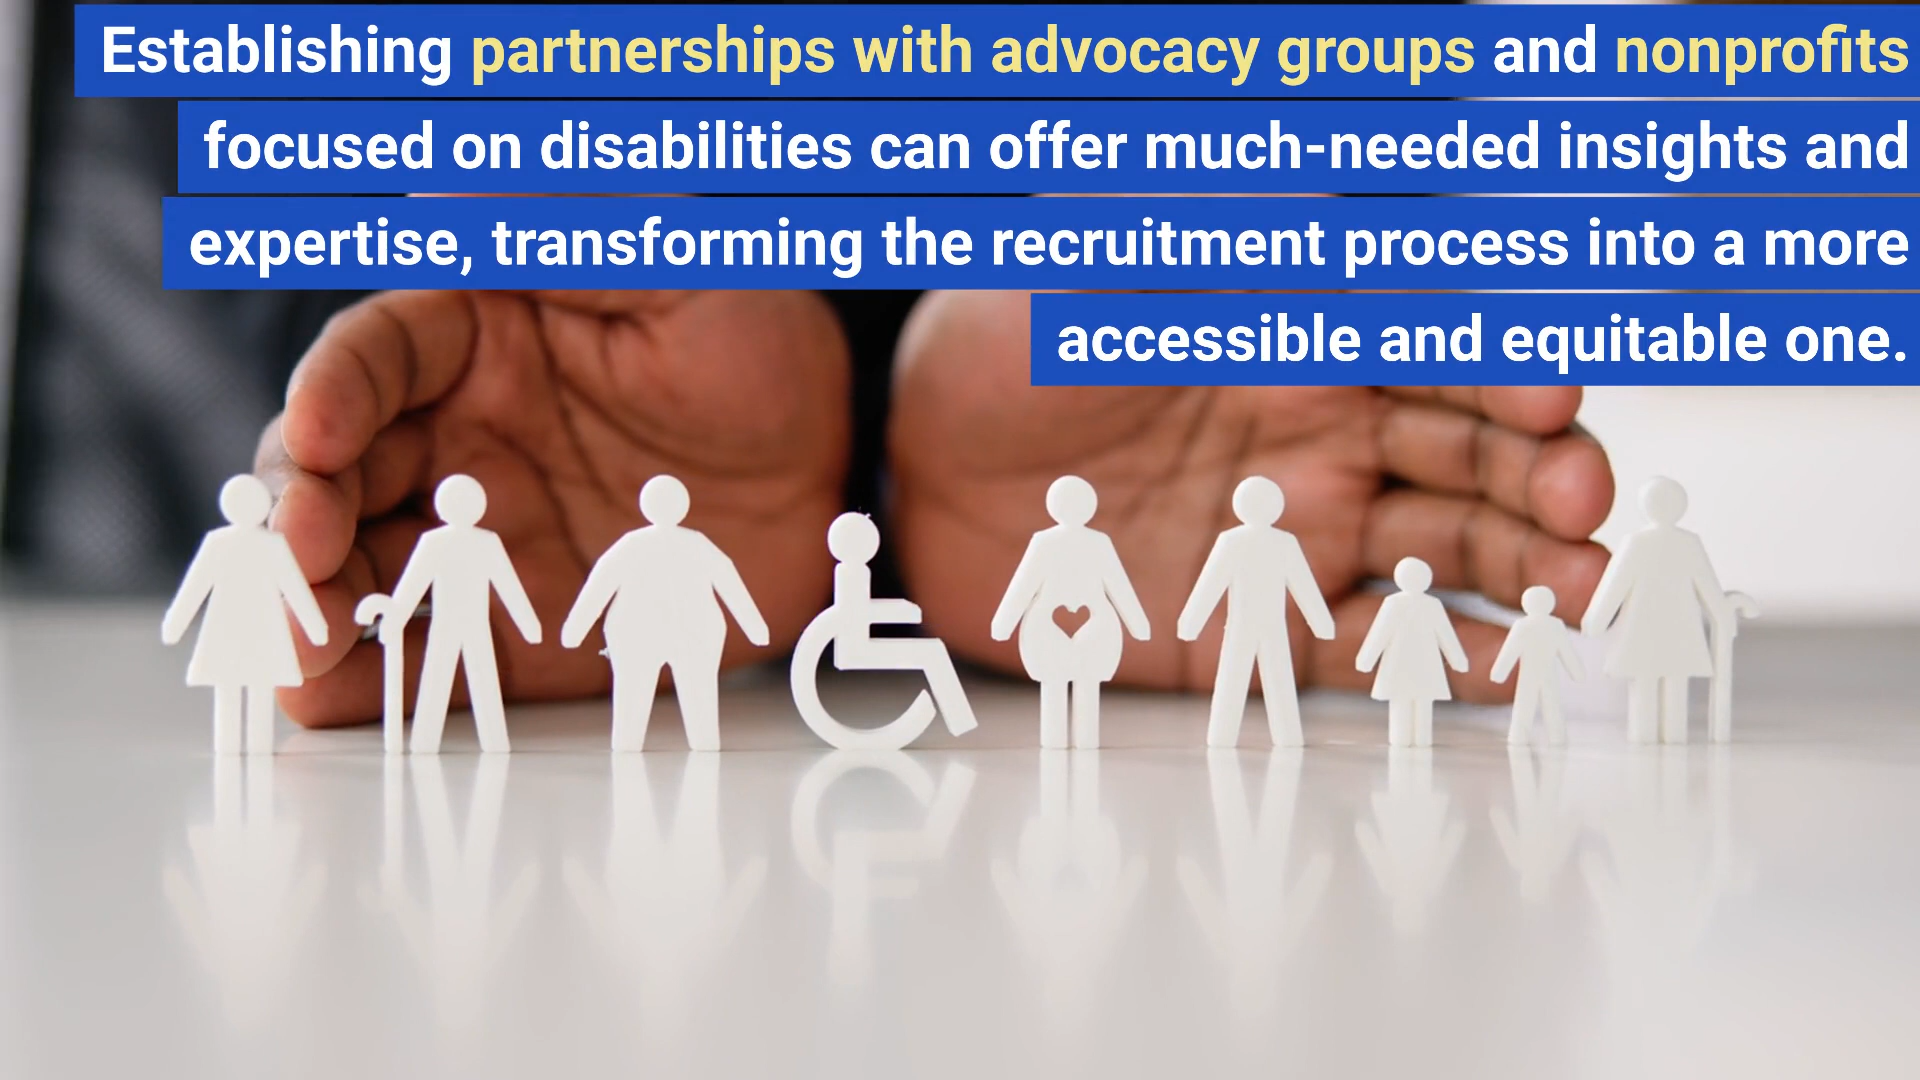 Establishing partnerships with advocacy groups and nonprofits
focused on disabilities can offer much-needed insights and
expertise, transforming the recruitment process into a more
accessible and equitable one.